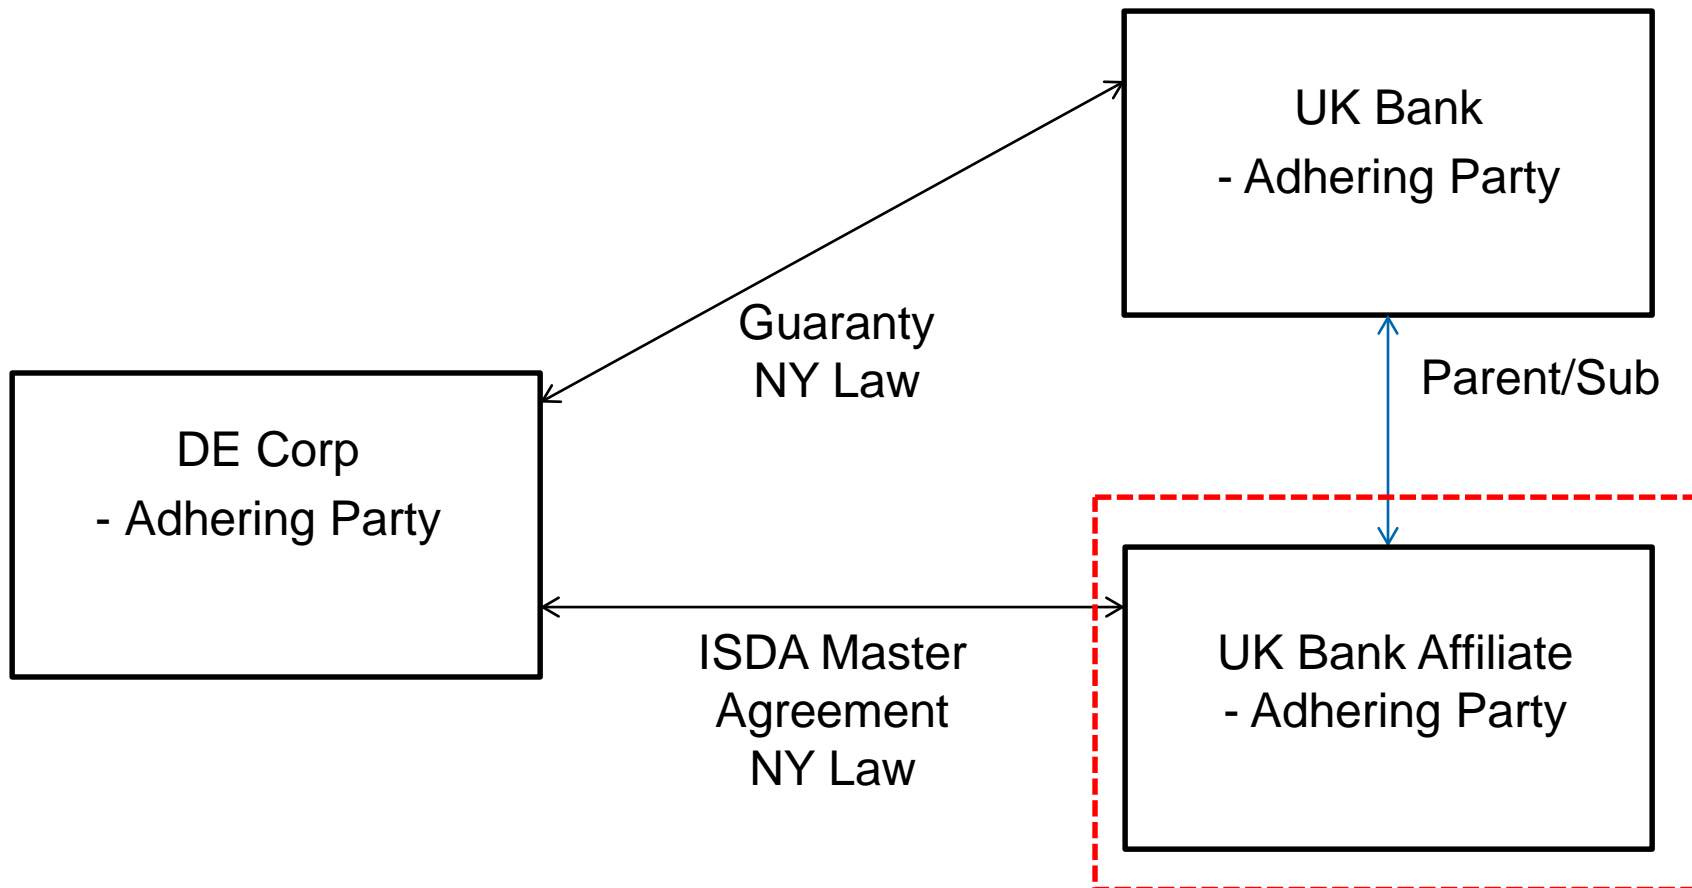 UK Bank
- Adhering Party
Guaranty
NY Law
Parent/Sub
DE Corp
- Adhering Party
ISDA Master
Agreement
NY Law
UK Bank Affiliate
- Adhering Party